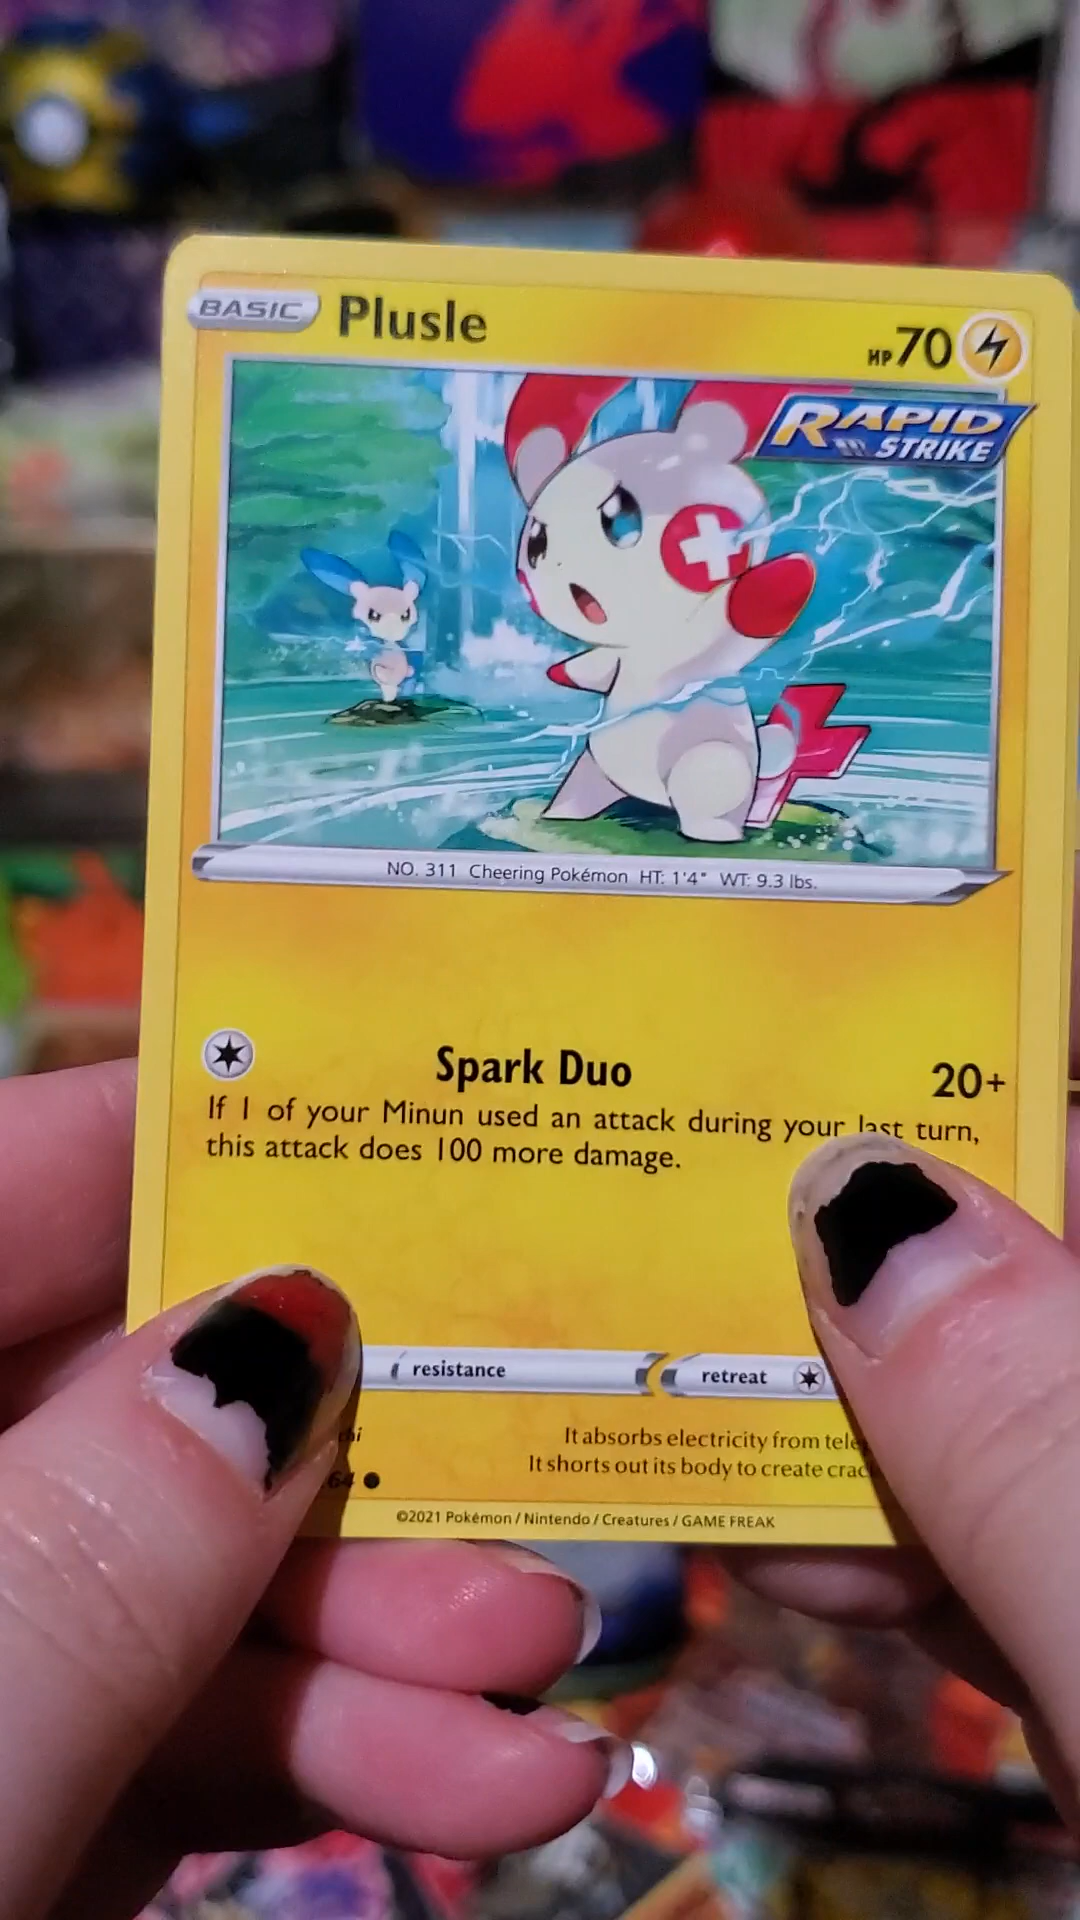 BASIC Plusle HP 70
RAPID
STRIKE
NO. 311 Cheering Pokémon HT: 1'4" WT: 9.3 lbs.
Spark Duo 20+
If 1 of your Minun used an attack during your last turn,
this attack does 100 more damage.
resistance retreat
It absorbs electricity from
It shorts out its body to create
©2021 Pokémon / Nintendo / Creatures / GAME FREAK